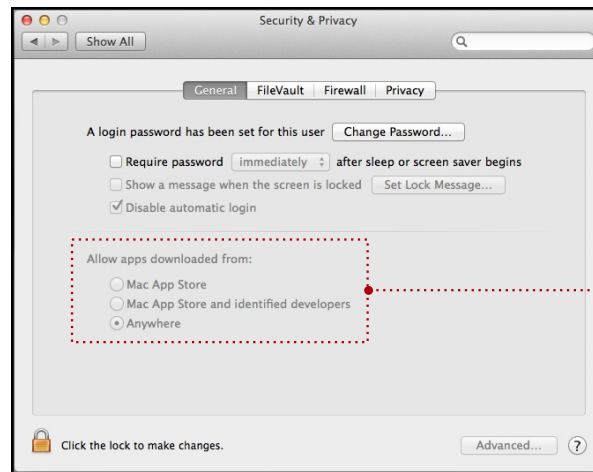 Security & Privacy
Show All
General FileVault Firewall Privacy
A login password has been set for this user Change Password...
Require password immediately after sleep or screen saver begins
Show a message when the screen is locked Set Lock Message...
Disable automatic login
Allow apps downloaded from:
Mac App Store
Mac App Store and identified developers
Anywhere
Click the lock to make changes.
Advanced... ?